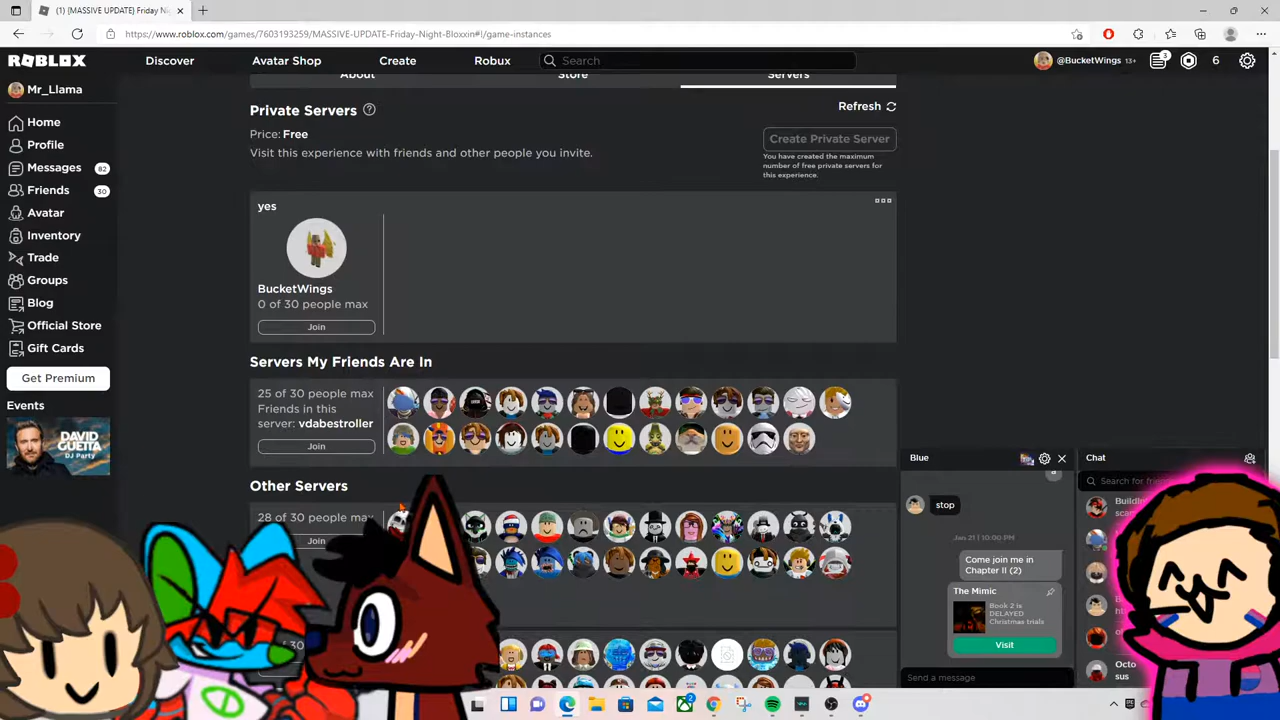 (1) [MASSIVE UPDATE] Friday Ni
https://www.roblox.com/games/7603193259/MASSIVE-UPDATE-Friday-Night-Bloxxin#!/game-instances
ROBLOX
Discover
Avatar Shop
Create
Robux
Search
@BucketWings 13+
3
6
Mr_Llama
Home
Profile
Messages
82
Friends
30
Avatar
Inventory
Trade
Groups
Blog
Official Store
Gift Cards
Get Premium
Events
DAVID
GUETTA
DJ Party
About
Store
Servers
Private Servers
Refresh
Price: Free
Visit this experience with friends and other people you invite.
Create Private Server
You have created the maximum
number of free private servers for
this experience.
yes
BucketWings
0 of 30 people max
Join
Servers My Friends Are In
25 of 30 people max
Friends in this
server: vdabestroller
Join
Other Servers
28 of 30 people max
Join
of 30
Blue
stop
Jan 21 | 10:00 PM
Come join me in
Chapter II (2)
The Mimic
Book 2 is
DELAYED
Christmas trials
Visit
Send a message
Chat
Search for frie
Octo
sus
2